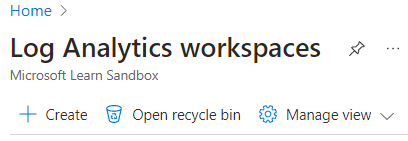 Home
Log Analytics workspaces
Microsoft Learn Sandbox
Create Open recycle bin Manage view